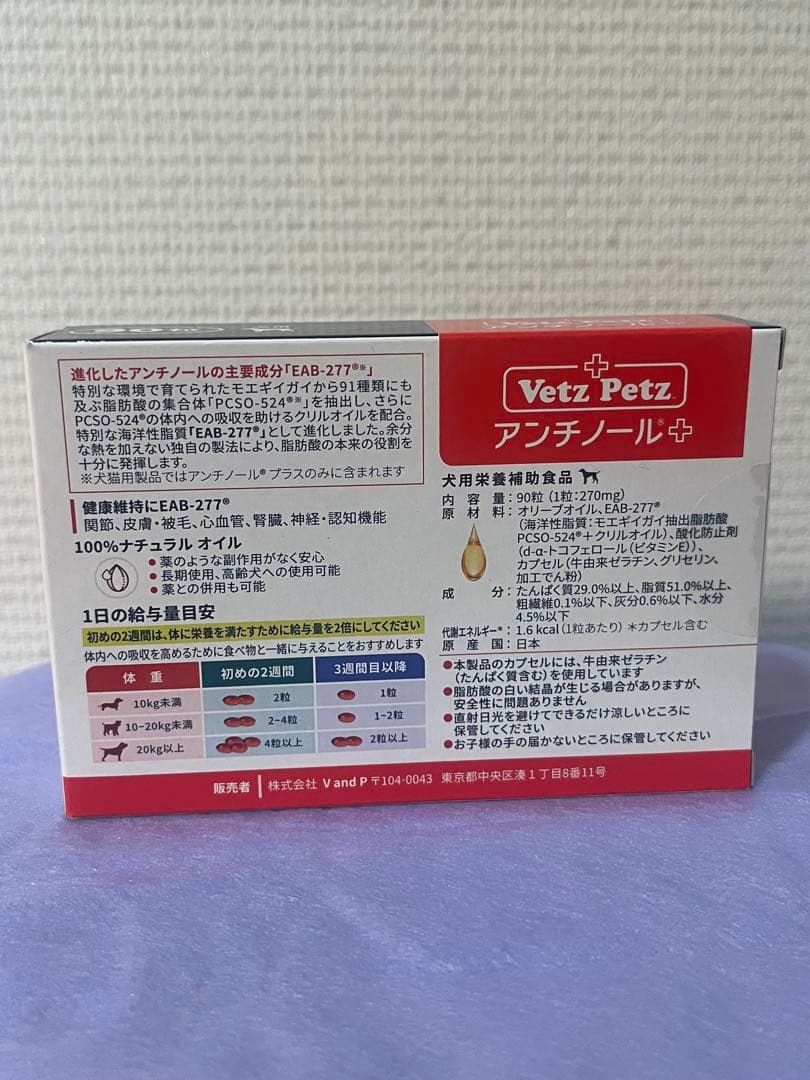 進化したアンチノールの主要成分「EAB-277®※」
特別な環境で育てられたモエギイガイから91種類にも
及ぶ脂肪酸の集合体「PCSO-524®※」を抽出し、さらに
PCSO-524®の体内への吸収を助けるクリルオイルを配合。
特別な海洋性脂質「EAB-277®」として進化しました。余分
な熱を加えない独自の製法により、脂肪酸の本来の役割を
十分に発揮します。
※犬猫用製品ではアンチノール®プラスのみに含まれます
健康維持にEAB-277®
関節、皮膚・被毛、心血管、腎臓、神経・認知機能
100%ナチュラル オイル
●薬のような副作用がなく安心
●長期使用、高齢犬への使用可能
●薬との併用も可能
1日の給与量目安
初めの2週間は、体に栄養を満たすために給与量を2倍にしてください
体内への吸収を高めるために食べ物と一緒に与えることをおすすめします
体 重 初めの2週間 3週間目以降
10kg未満 2粒 1粒
10~20kg未満 2~4粒 1~2粒
20kg以上 4粒以上 2粒以上
Vetz Petz
アンチノール®+
犬用栄養補助食品
内 容 量:90粒(1粒:270mg)
原 材 料:オリーブオイル、EAB-277®
(海洋性脂質:モエギイガイ抽出脂肪酸
PCSO-524®+クリルオイル)、酸化防止剤
(d-α-トコフェロール(ビタミンE))、
カプセル(牛由来ゼラチン、グリセリン、
加工でん粉)
成 分:たんぱく質29.0%以上、脂質51.0%以上、
粗繊維0.1%以下、灰分0.6%以下、水分
4.5%以下
代謝エネルギー*:1.6 kcal(1粒あたり) *カプセル含む
原 産 国:日本
●本製品のカプセルには、牛由来ゼラチン
(たんぱく質含む)を使用しています
●脂肪酸の白い結晶が生じる場合がありますが、
安全性に問題ありません
●直射日光を避けてできるだけ涼しいところに
保管してください
●お子様の手の届かないところに保管してください
販売者 | 株式会社 V and P 〒104-0043 東京都中央区湊1丁目8番11号